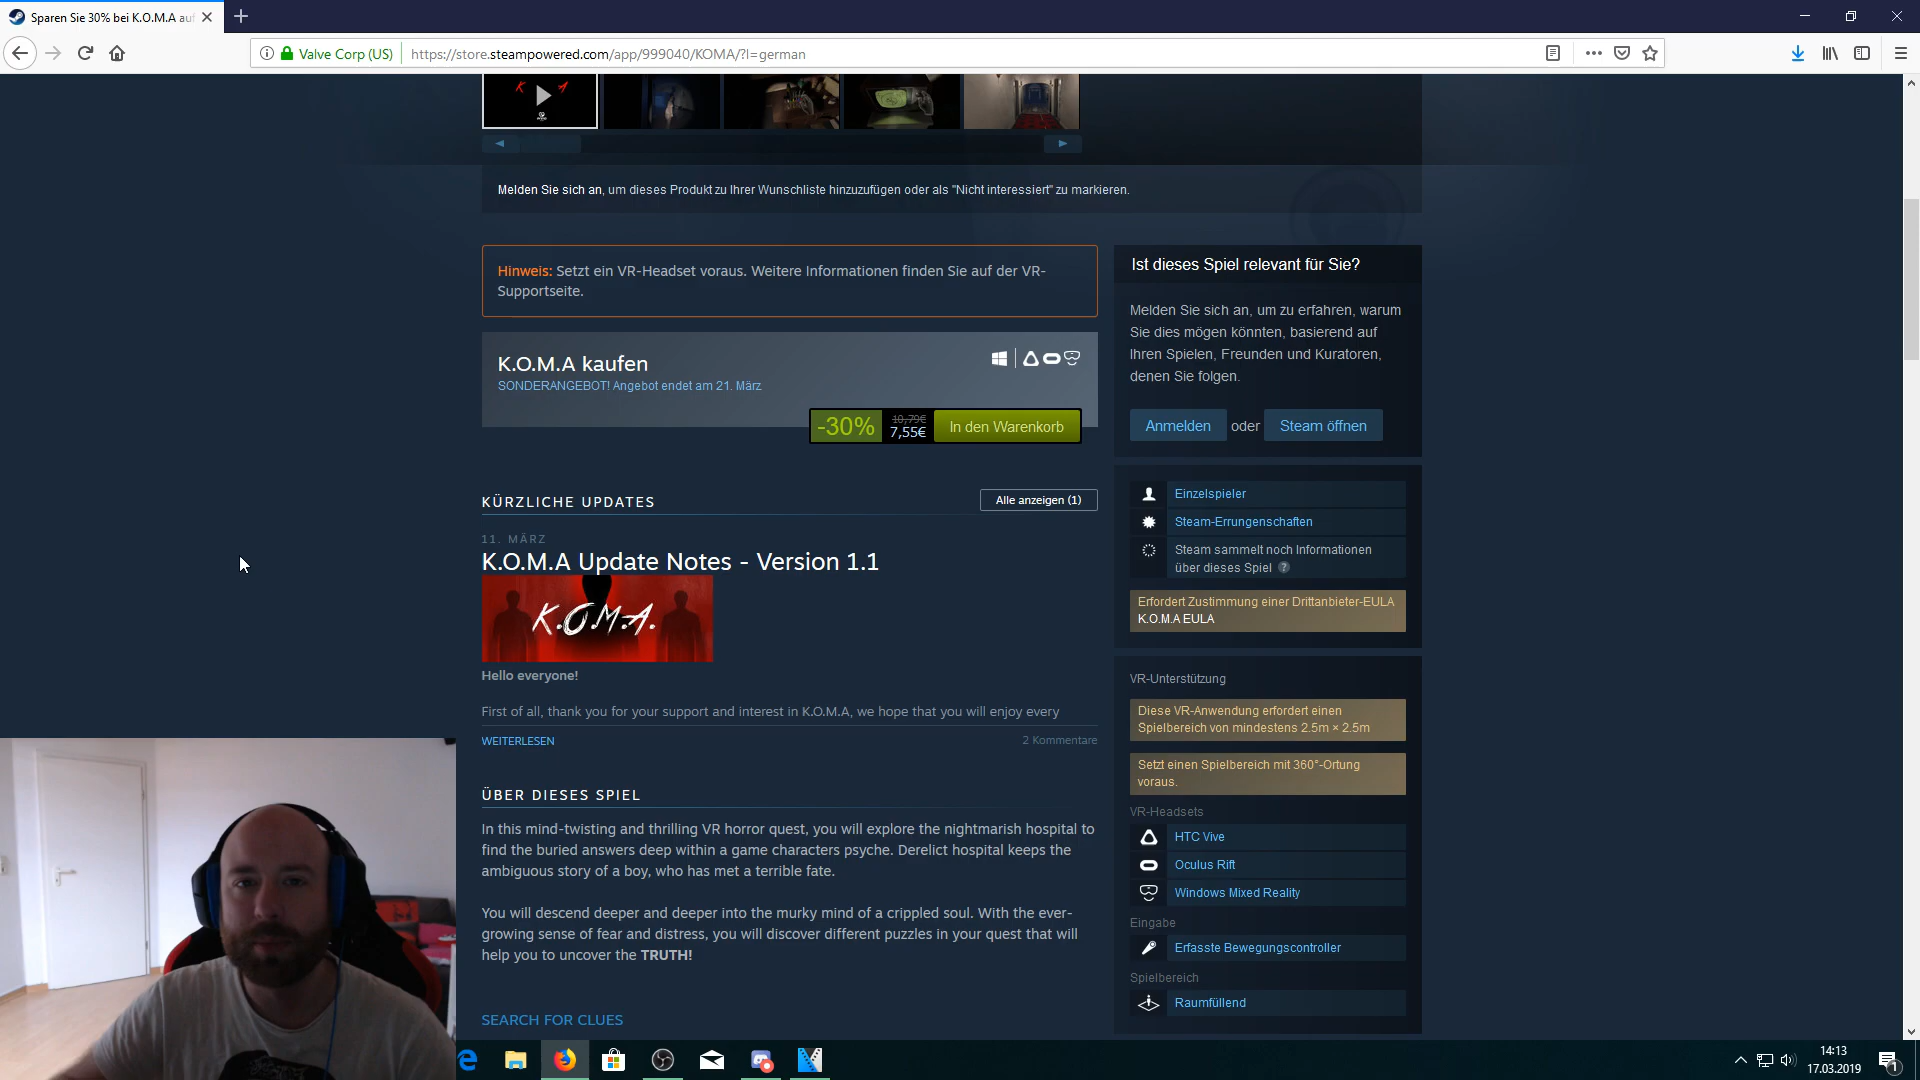 Sparen Sie 30% bei K.O.M.A auf
Valve Corp (US)
https://store.steampowered.com/app/999040/KOMA/?l=german
Melden Sie sich an, um dieses Produkt zu Ihrer Wunschliste hinzuzufügen oder als "Nicht interessiert" zu markieren.
Hinweis: Setzt ein VR-Headset voraus. Weitere Informationen finden Sie auf der VR-
Supportseite.
K.O.M.A kaufen
SONDERANGEBOT! Angebot endet am 21. März
-30%
10,79€
7,55€
In den Warenkorb
KÜRZLICHE UPDATES
Alle anzeigen (1)
11. MÄRZ
K.O.M.A Update Notes - Version 1.1
K.O.M.A.
Hello everyone!
First of all, thank you for your support and interest in K.O.M.A, we hope that you will enjoy every
WEITERLESEN
2 Kommentare
ÜBER DIESES SPIEL
In this mind-twisting and thrilling VR horror quest, you will explore the nightmarish hospital to
find the buried answers deep within a game characters psyche. Derelict hospital keeps the
ambiguous story of a boy, who has met a terrible fate.
You will descend deeper and deeper into the murky mind of a crippled soul. With the ever-
growing sense of fear and distress, you will discover different puzzles in your quest that will
help you to uncover the TRUTH!
SEARCH FOR CLUES
Ist dieses Spiel relevant für Sie?
Melden Sie sich an, um zu erfahren, warum
Sie dies mögen könnten, basierend auf
Ihren Spielen, Freunden und Kuratoren,
denen Sie folgen.
Anmelden oder Steam öffnen
Einzelspieler
Steam-Errungenschaften
Steam sammelt noch Informationen
über dieses Spiel ?
Erfordert Zustimmung einer Drittanbieter-EULA
K.O.M.A EULA
VR-Unterstützung
Diese VR-Anwendung erfordert einen
Spielbereich von mindestens 2.5m × 2.5m
Setzt einen Spielbereich mit 360°-Ortung
voraus.
VR-Headsets
HTC Vive
Oculus Rift
Windows Mixed Reality
Eingabe
Erfasste Bewegungscontroller
Spielbereich
Raumfüllend
14:13
17.03.2019
1